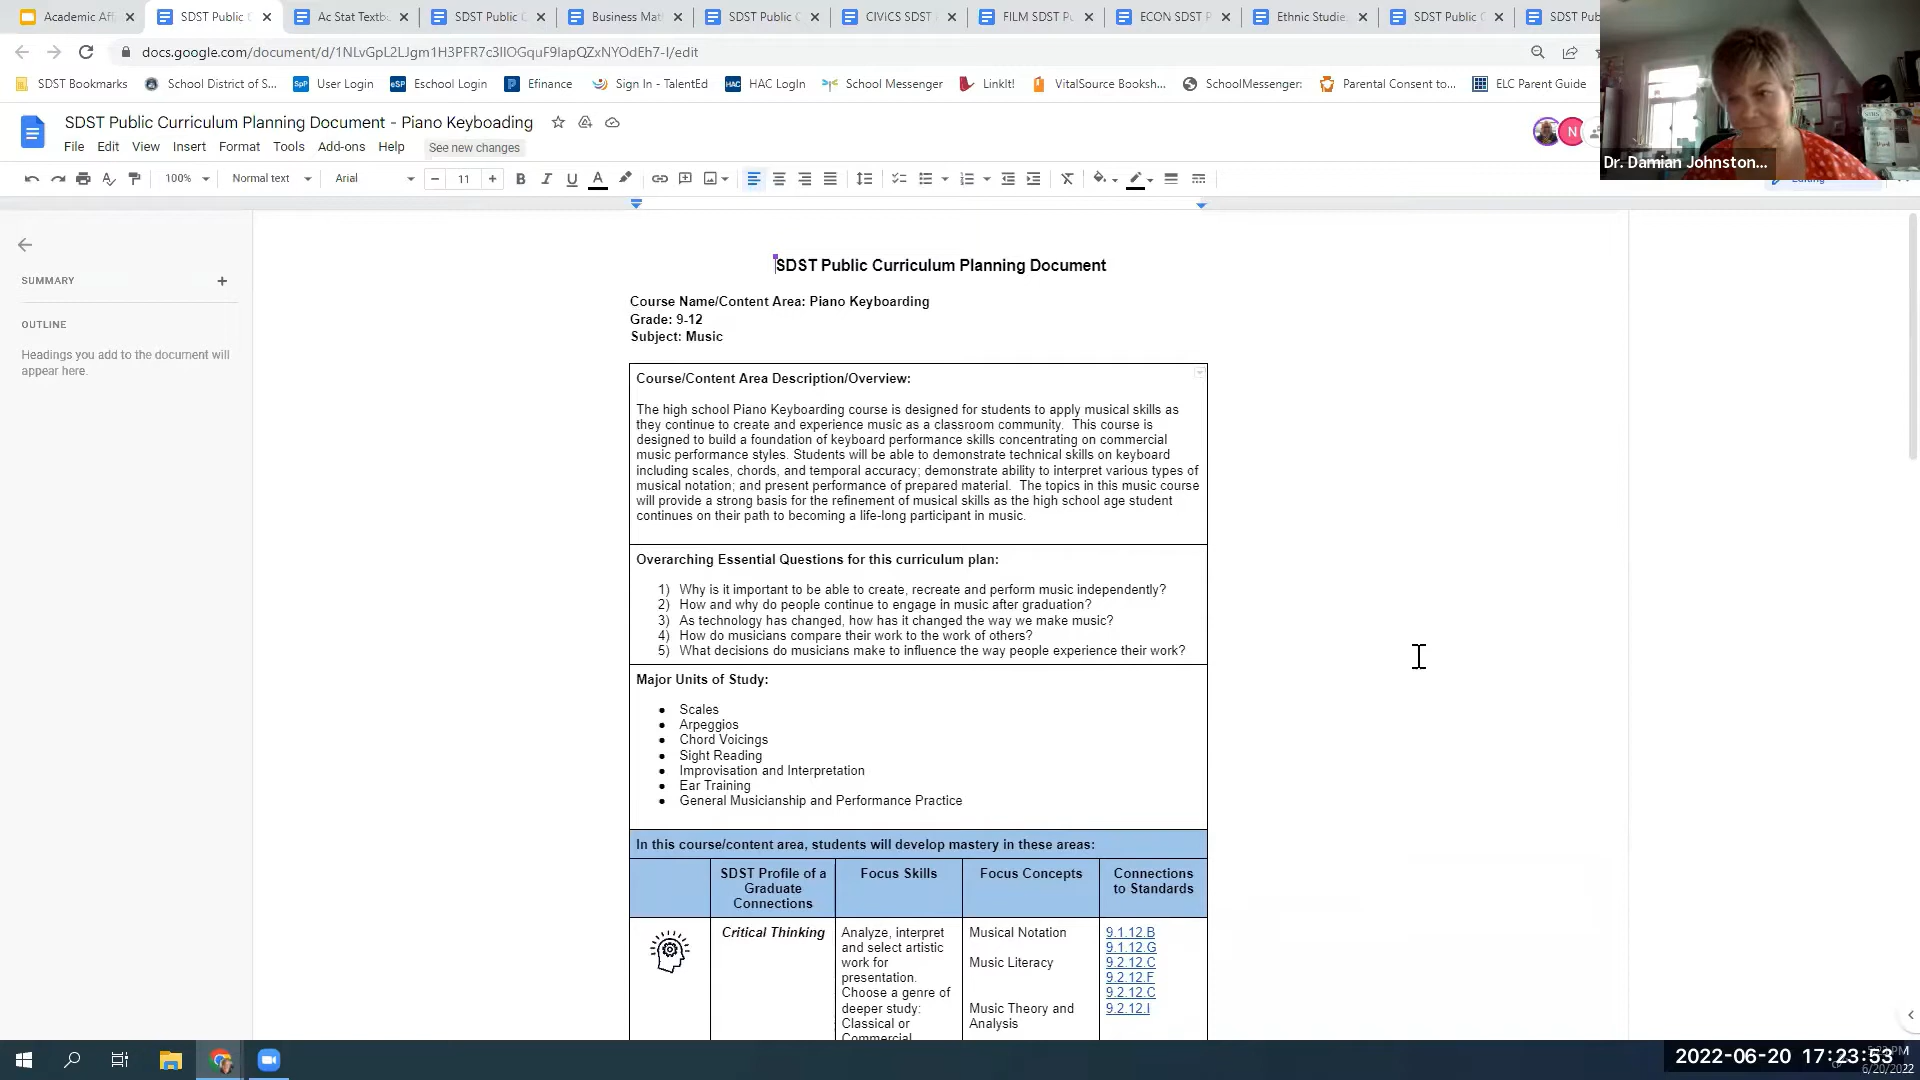 Academic Aff
SDST Public C
Ac Stat Textb
SDST Public C
Business Mat
SDST Public C
CIVICS SDST
FILM SDST Pu
ECON SDST P
Ethnic Studie
SDST Public C
SDST Pub
docs.google.com/document/d/1NLvGpL2LJgm1H3PFR7c3IlOGquF9IapQZxNYOdEh7-I/edit
SDST Bookmarks
School District of S...
User Login
Eschool Login
Efinance
Sign In - TalentEd
HAC LogIn
School Messenger
LinkIt!
VitalSource Booksh...
SchoolMessenger:
Parental Consent to...
ELC Parent Guide
SDST Public Curriculum Planning Document - Piano Keyboading
File Edit View Insert Format Tools Add-ons Help See new changes
N
Dr. Damian Johnston...
100% Normal text Arial 11
Editing
SUMMARY
OUTLINE
Headings you add to the document will
appear here.
SDST Public Curriculum Planning Document
Course Name/Content Area: Piano Keyboarding
Grade: 9-12
Subject: Music
Course/Content Area Description/Overview:
The high school Piano Keyboarding course is designed for students to apply musical skills as
they continue to create and experience music as a classroom community. This course is
designed to build a foundation of keyboard performance skills concentrating on commercial
music performance styles. Students will be able to demonstrate technical skills on keyboard
including scales, chords, and temporal accuracy; demonstrate ability to interpret various types of
musical notation; and present performance of prepared material. The topics in this music course
will provide a strong basis for the refinement of musical skills as the high school age student
continues on their path to becoming a life-long participant in music.
Overarching Essential Questions for this curriculum plan:
1) Why is it important to be able to create, recreate and perform music independently?
2) How and why do people continue to engage in music after graduation?
3) As technology has changed, how has it changed the way we make music?
4) How do musicians compare their work to the work of others?
5) What decisions do musicians make to influence the way people experience their work?
Major Units of Study:
● Scales
● Arpeggios
● Chord Voicings
● Sight Reading
● Improvisation and Interpretation
● Ear Training
● General Musicianship and Performance Practice
In this course/content area, students will develop mastery in these areas:
SDST Profile of a
Graduate
Connections
Focus Skills
Focus Concepts
Connections
to Standards
Critical Thinking
Analyze, interpret
and select artistic
work for
presentation.
Choose a genre of
deeper study:
Classical or
Commercial
Musical Notation
Music Literacy
Music Theory and
Analysis
9.1.12.B
9.1.12.G
9.2.12.C
9.2.12.F
9.2.12.C
9.2.12.I
2022-06-20 17:23:53
6/20/2022